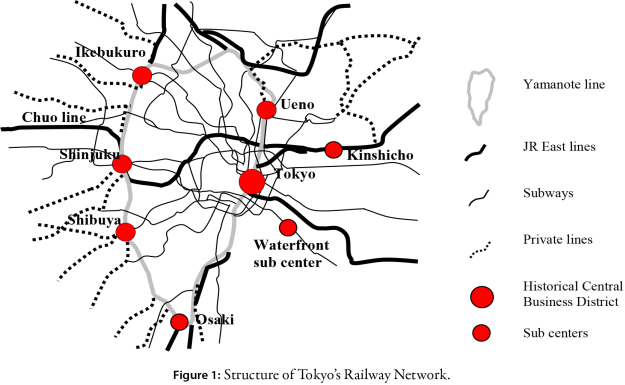 Ikebukuro
Ueno
Chuo line
Shinjuku
Kinshicho
Tokyo
Shibuya
Waterfront
sub center
Osaki
Yamanote line
JR East lines
Subways
Private lines
Historical Central
Business District
Sub centers
Figure 1: Structure of Tokyo's Railway Network.